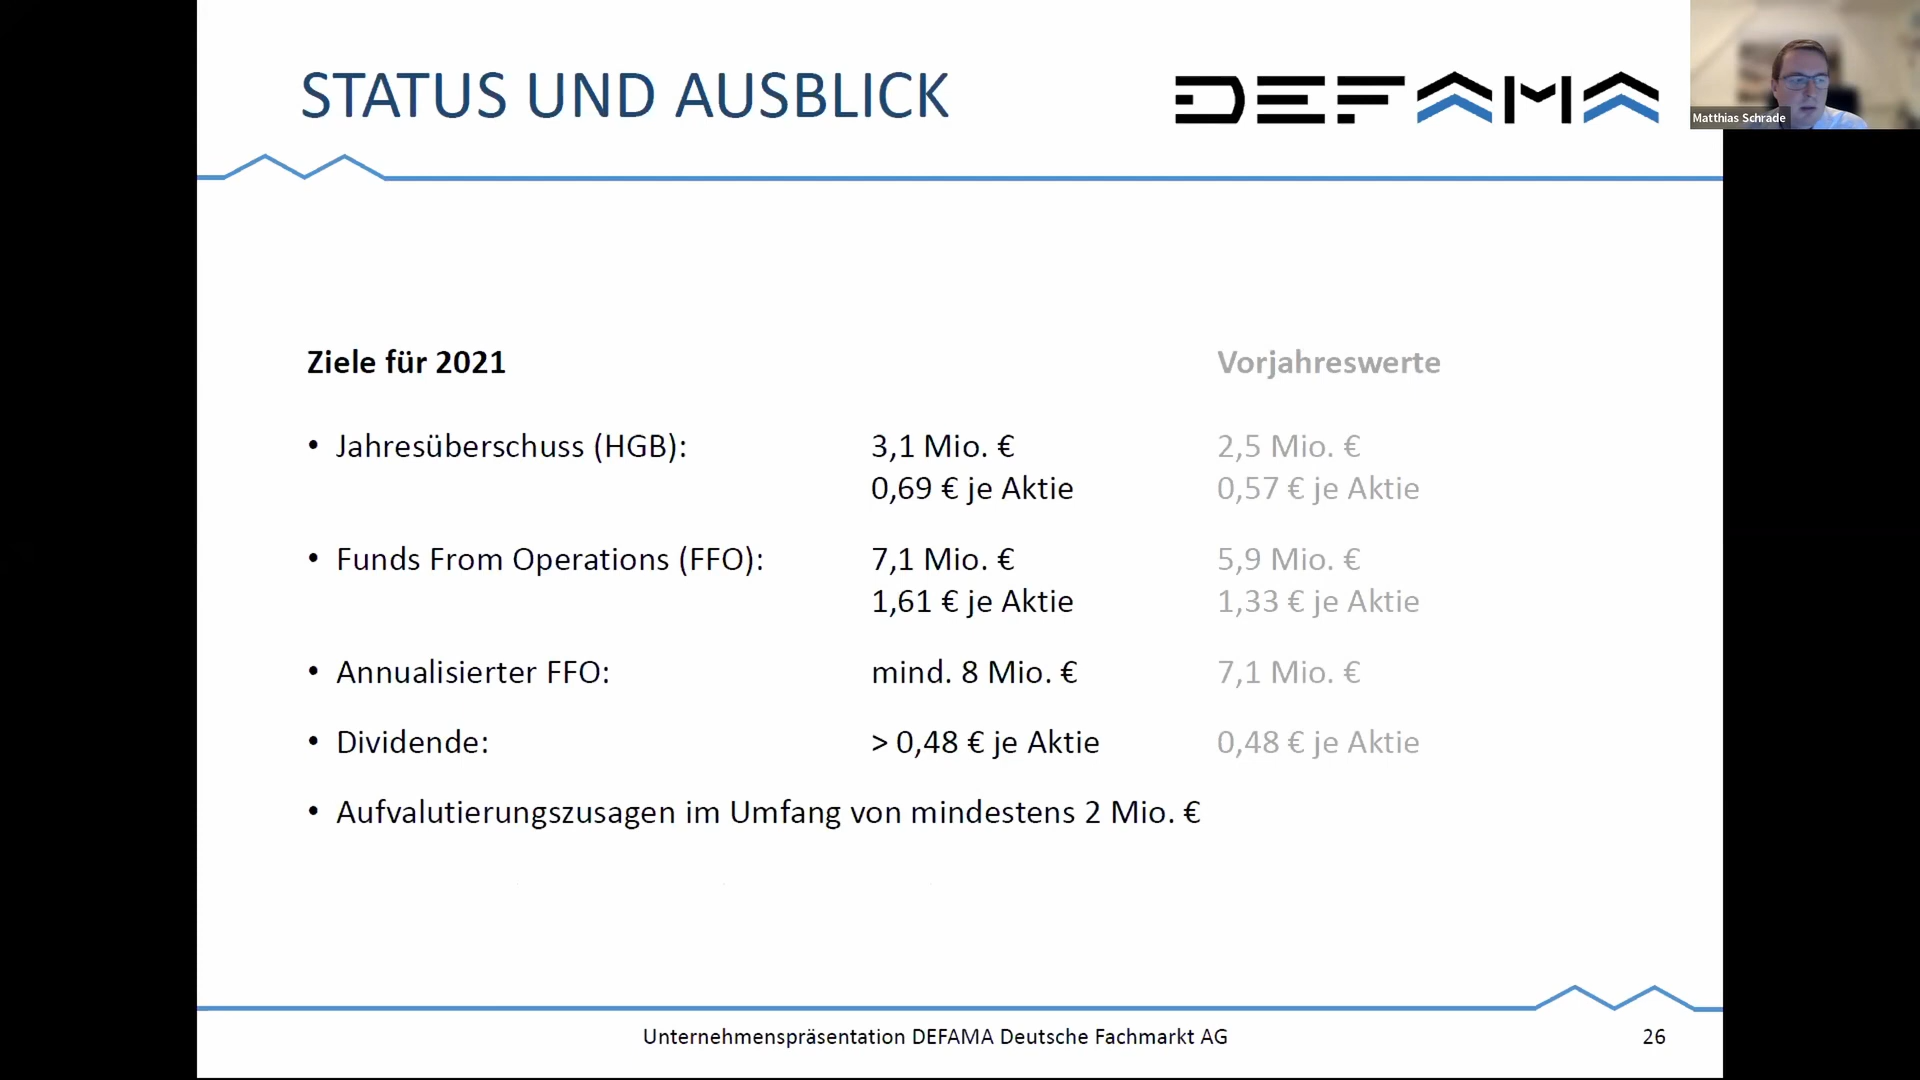 STATUS UND AUSBLICK
DEFAMA
Matthias Schrade
Ziele für 2021 Vorjahreswerte
• Jahresüberschuss (HGB): 3,1 Mio. € 2,5 Mio. €
0,69 € je Aktie 0,57 € je Aktie
• Funds From Operations (FFO): 7,1 Mio. € 5,9 Mio. €
1,61 € je Aktie 1,33 € je Aktie
• Annualisierter FFO: mind. 8 Mio. € 7,1 Mio. €
• Dividende: > 0,48 € je Aktie 0,48 € je Aktie
• Aufvalutierungszusagen im Umfang von mindestens 2 Mio. €
Unternehmenspräsentation DEFAMA Deutsche Fachmarkt AG 26